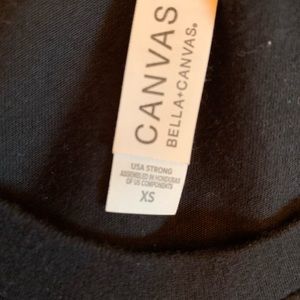 CANVAS
BELLA+CANVAS®
USA STRONG
ASSEMBLED IN HONDURAS
OF US COMPONENTS
XS